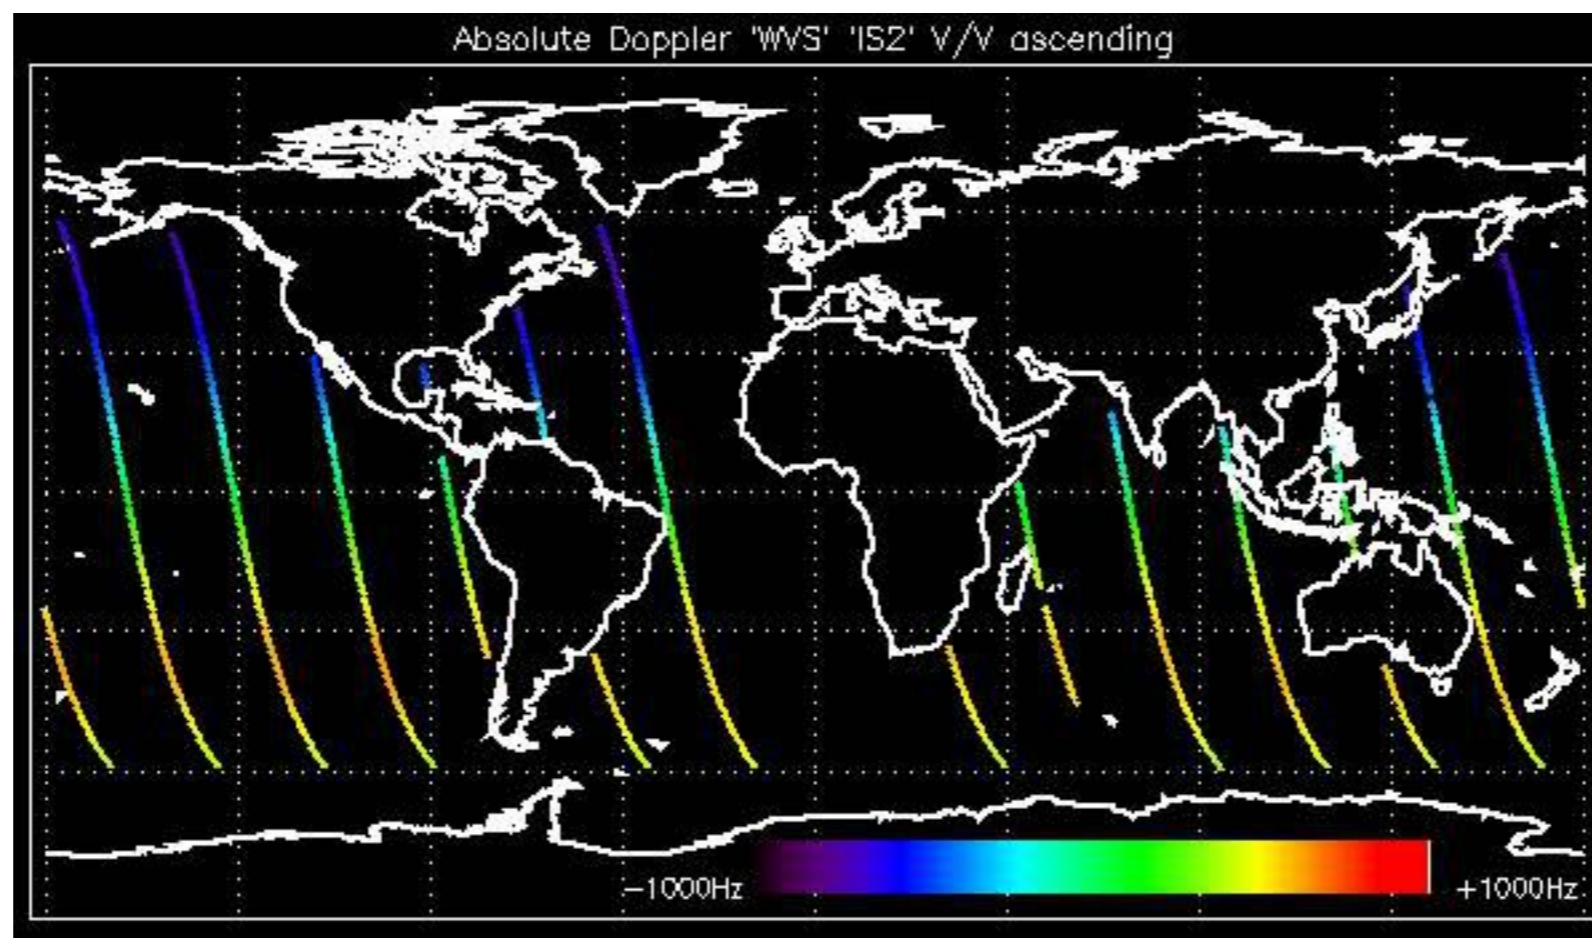 Absolute Doppler 'WVS' 'IS2' V/V ascending
-1000Hz
+1000Hz